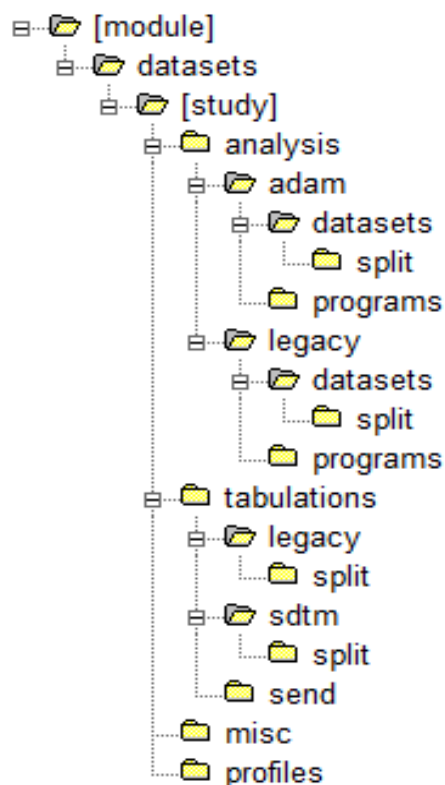 [module]
datasets
[study]
analysis
adam
datasets
split
programs
legacy
datasets
split
programs
tabulations
legacy
split
sdtm
split
send
misc
profiles